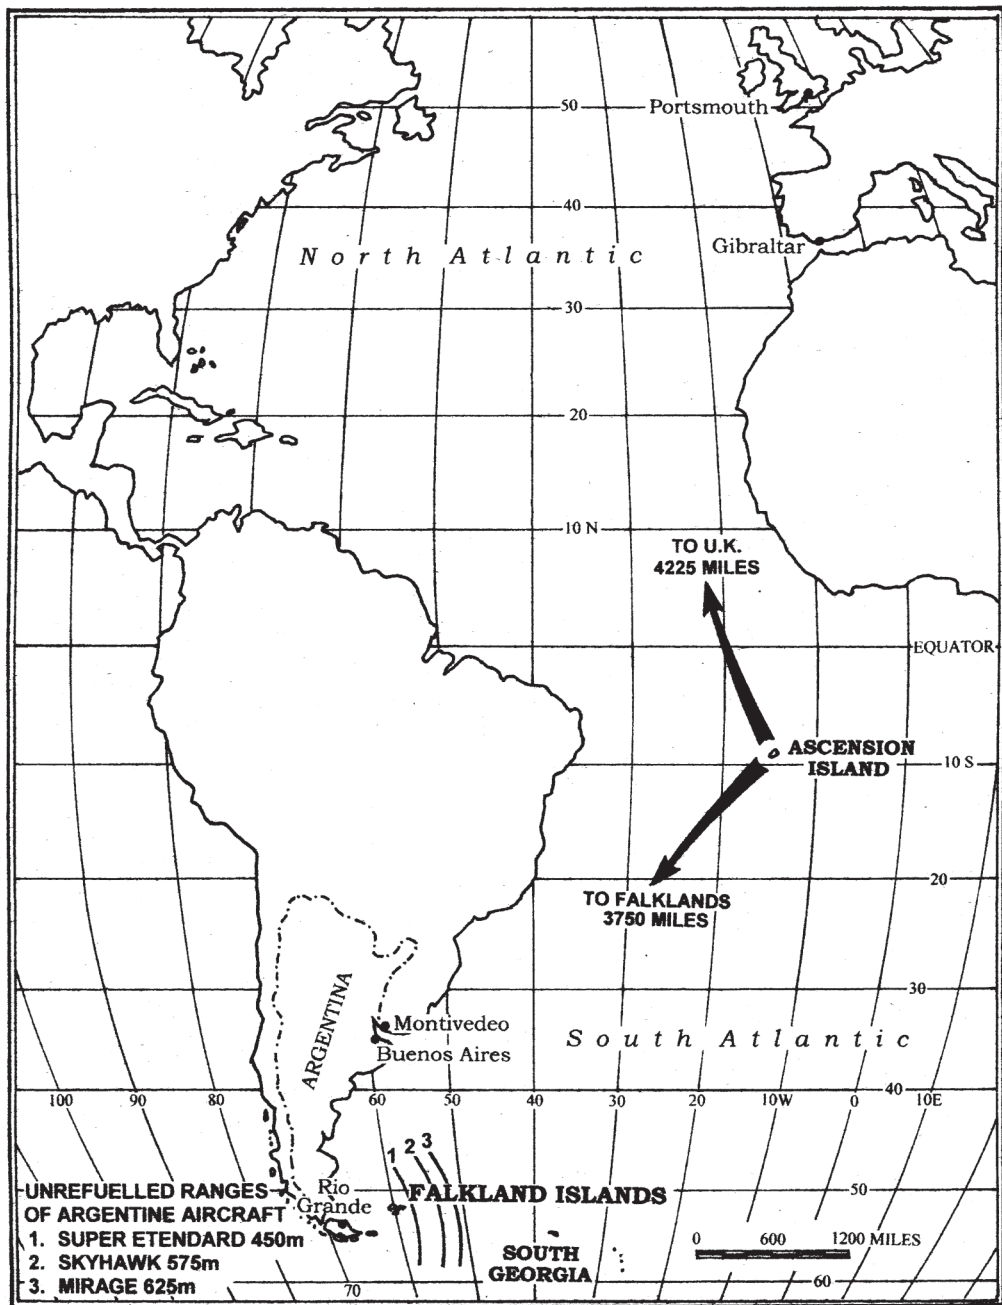 50
Portsmouth
40
Gibraltar
North Atlantic
30
20
10 N
TO U.K.
4225 MILES
EQUATOR
ASCENSION
ISLAND
10 S
20
TO FALKLANDS
3750 MILES
30
ARGENTINA
Montivedeo
Buenos Aires
South Atlantic
40
100 90 80 60 50 40 30 20 10W 0 10E
1 2 3
UNREFUELLED RANGES
OF ARGENTINE AIRCRAFT
1. SUPER ETENDARD 450m
2. SKYHAWK 575m
3. MIRAGE 625m
Rio
Grande
FALKLAND ISLANDS
50
SOUTH
GEORGIA
0 600 1200 MILES
70
60